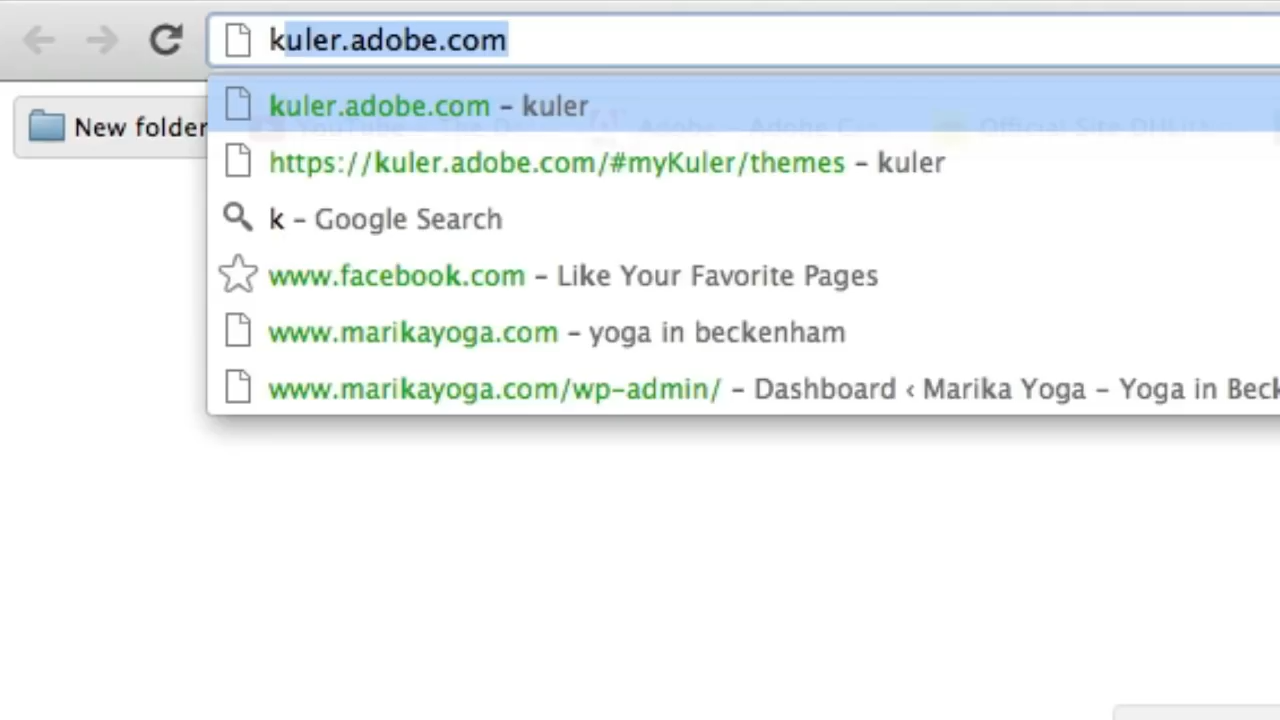 kuler.adobe.com
New folder
kuler.adobe.com – kuler
https://kuler.adobe.com/#myKuler/themes – kuler
k – Google Search
www.facebook.com – Like Your Favorite Pages
www.marikayoga.com – yoga in beckenham
www.marikayoga.com/wp-admin/ – Dashboard ‹ Marika Yoga – Yoga in Beck